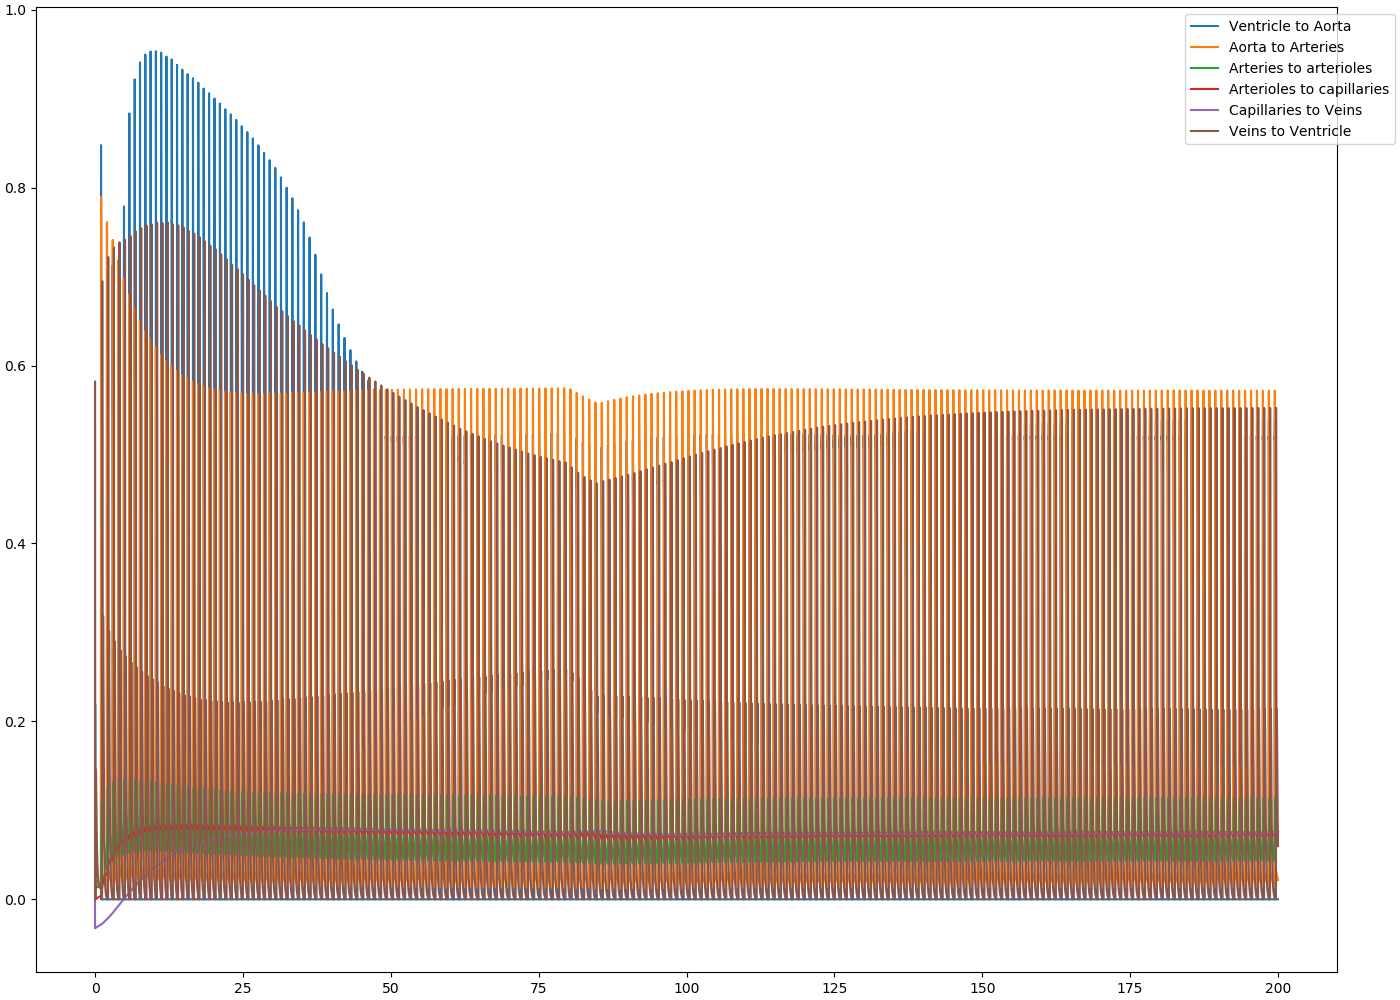 1.0
0.8
0.6
0.4
0.2
0.0
0
25
50
75
100
125
150
175
200
Ventricle to Aorta
Aorta to Arteries
Arteries to arterioles
Arterioles to capillaries
Capillaries to Veins
Veins to Ventricle